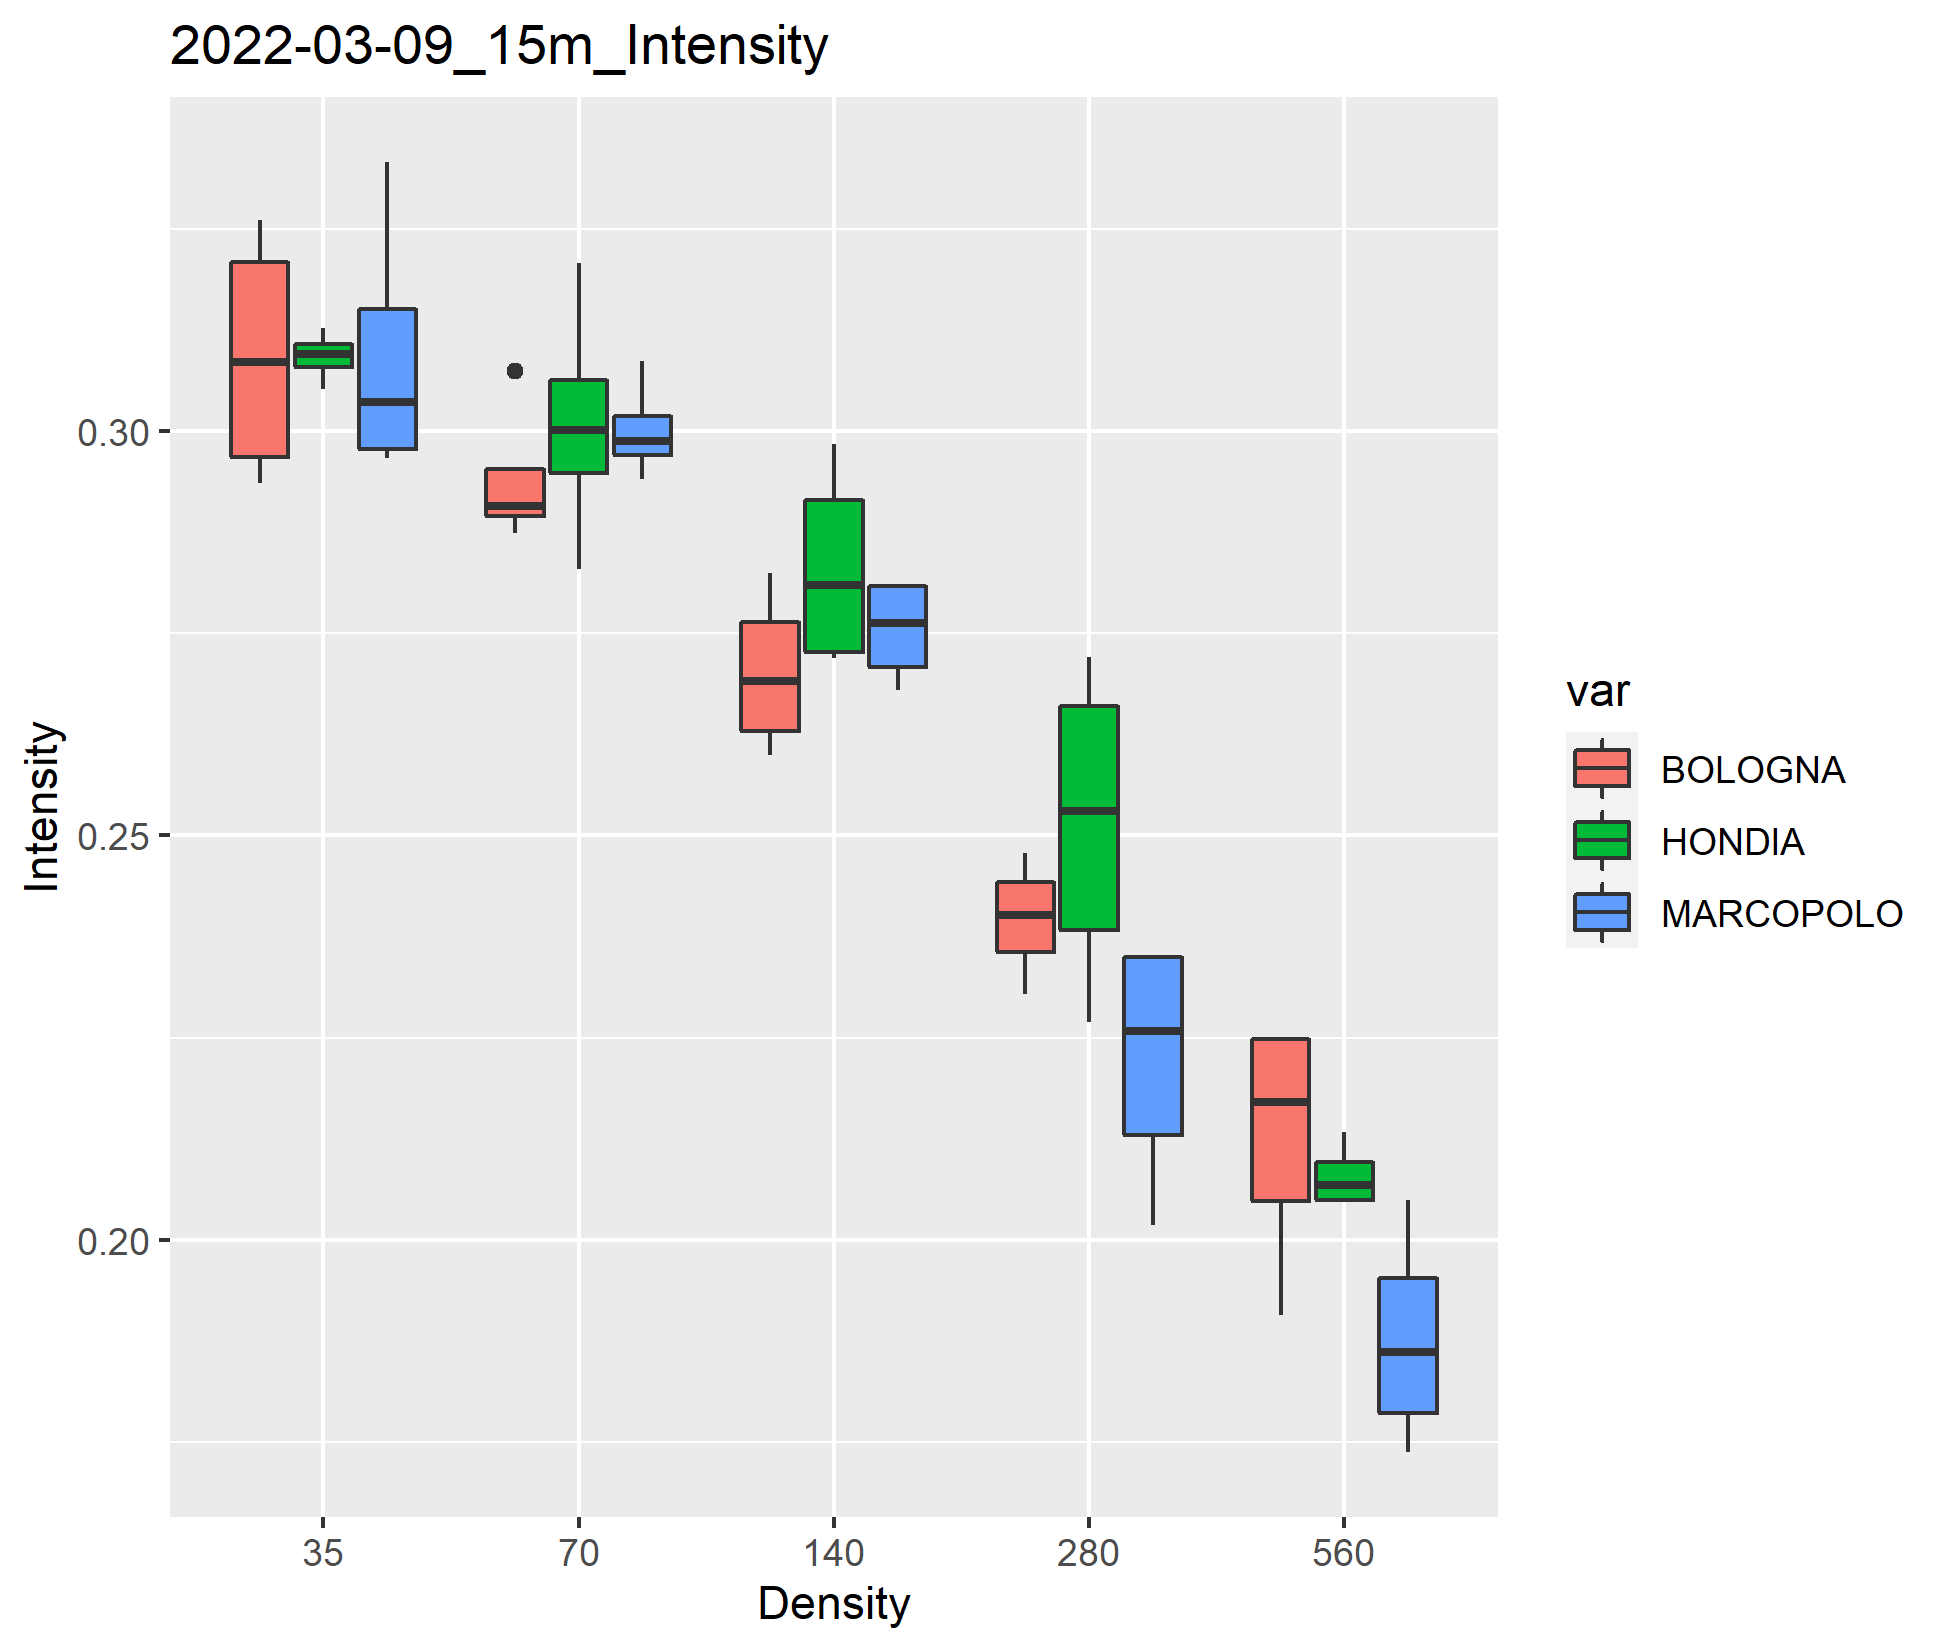 2022-03-09_15m_Intensity
Intensity
0.30
0.25
0.20
35 70 140 280 560
Density
var
BOLOGNA
HONDIA
MARCOPOLO